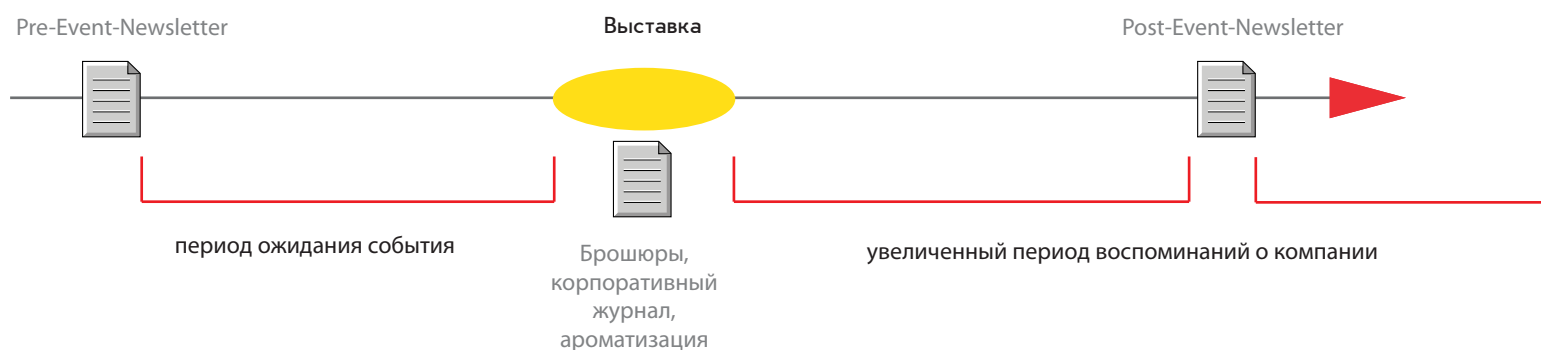 Pre-Event-Newsletter
Выставка
Post-Event-Newsletter
период ожидания события
Брошюры,
корпоративный
журнал,
ароматизация
увеличенный период воспоминаний о компании